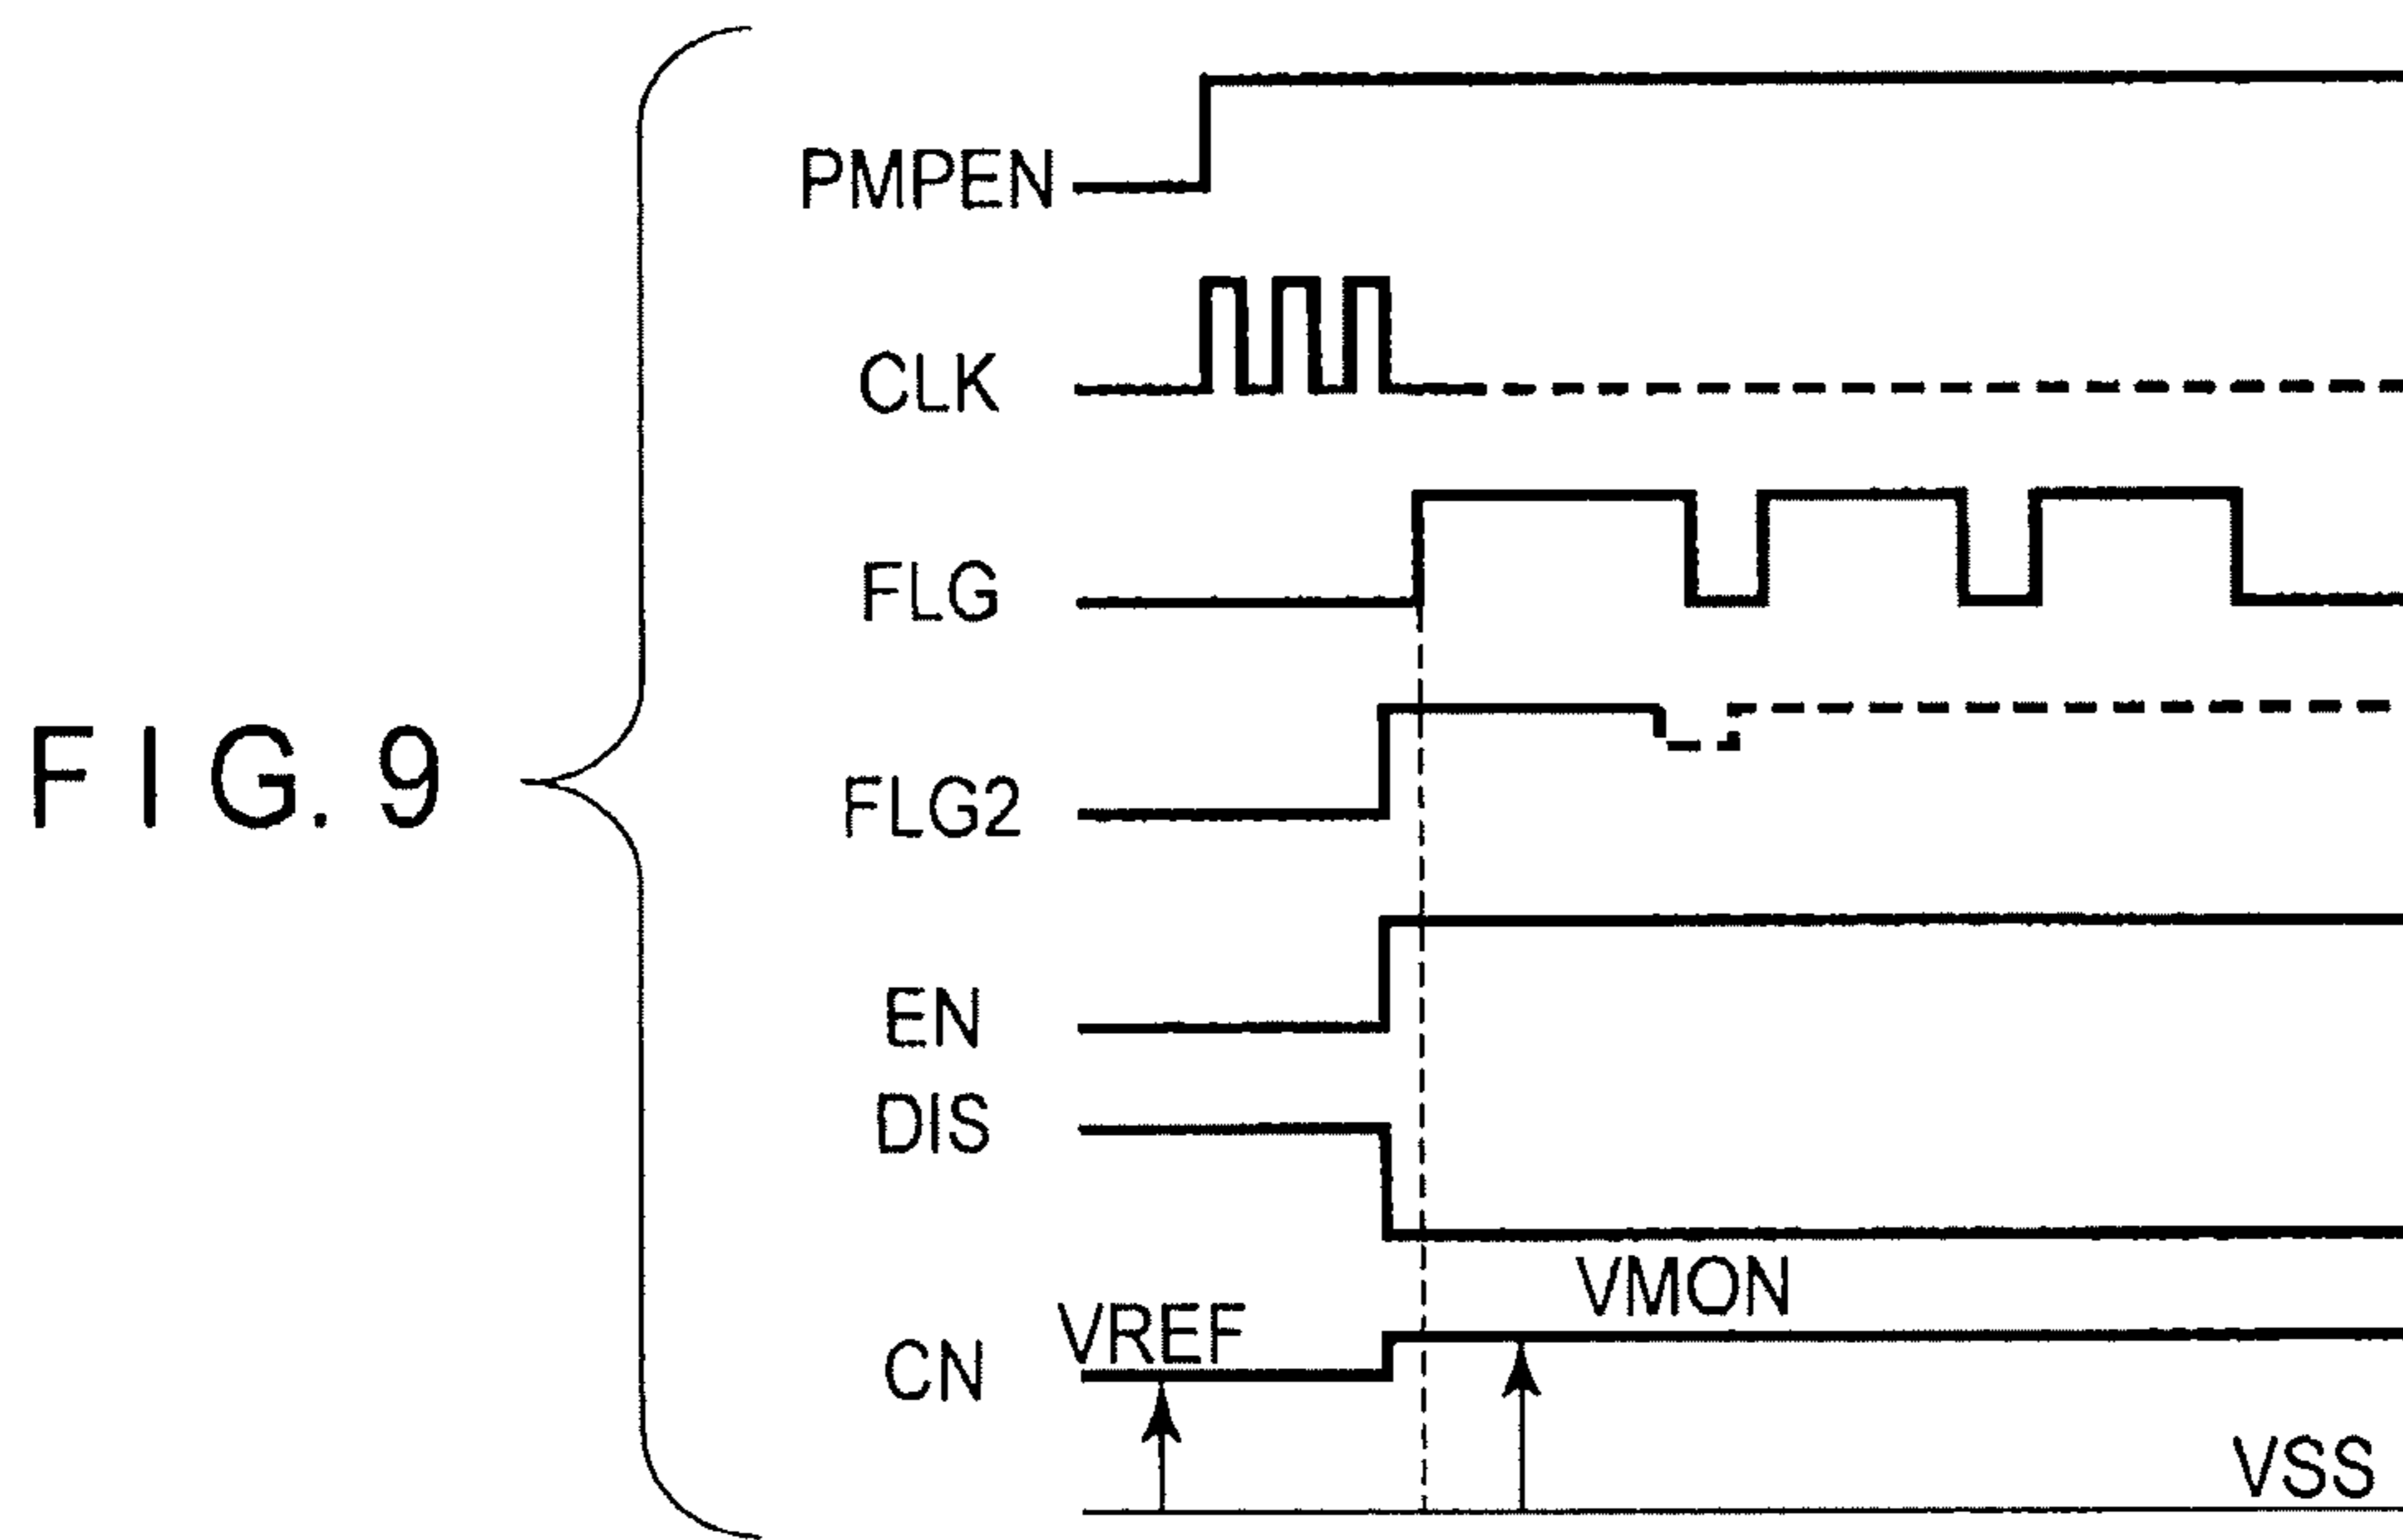 FIG. 9
PMPEN
CLK
FLG
FLG2
EN
DIS
VMON
VREF
CN
VSS